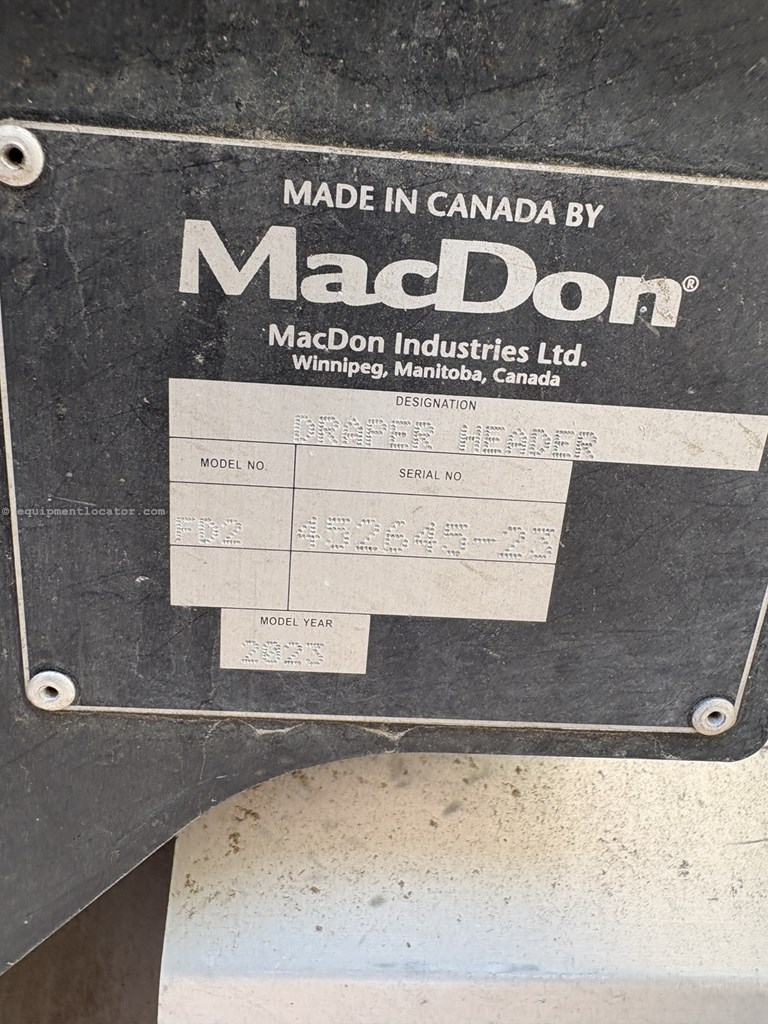 MADE IN CANADA BY
MacDon®
MacDon Industries Ltd.
Winnipeg, Manitoba, Canada
DESIGNATION
DRAPER HEADER
MODEL NO. SERIAL NO.
FD2 452645-23
MODEL YEAR
2023
© equipmentlocator.com